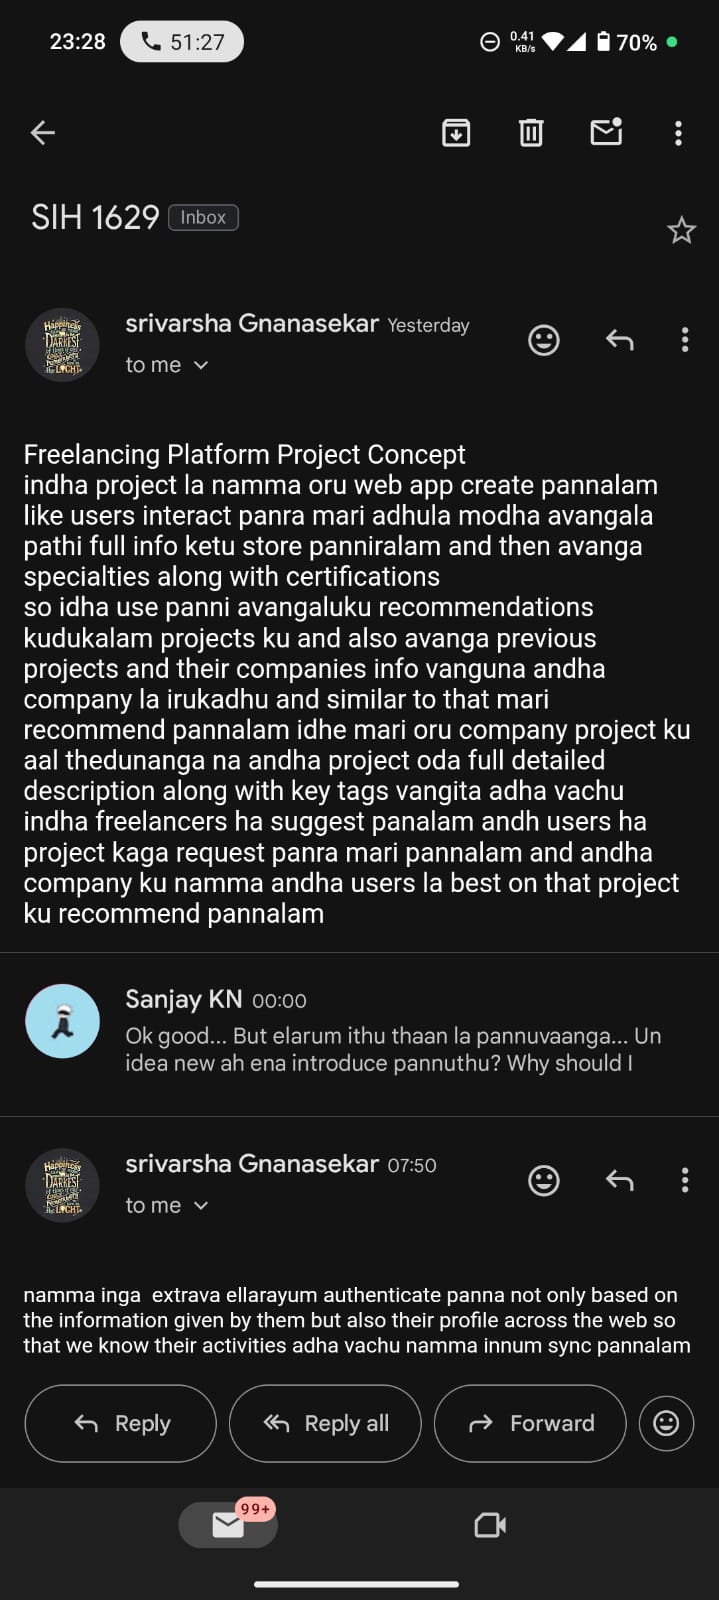 23:28
51:27
0.41
KB/s
70%
SIH 1629
Inbox
srivarsha Gnanasekar Yesterday
to me
Freelancing Platform Project Concept
indha project la namma oru web app create pannalam
like users interact panra mari adhula modha avangala
pathi full info ketu store panniralam and then avanga
specialties along with certifications
so idha use panni avangaluku recommendations
kudukalam projects ku and also avanga previous
projects and their companies info vanguna andha
company la irukadhu and similar to that mari
recommend pannalam idhe mari oru company project ku
aal thedunanga na andha project oda full detailed
description along with key tags vangita adha vachu
indha freelancers ha suggest panalam andh users ha
project kaga request panra mari pannalam and andha
company ku namma andha users la best on that project
ku recommend pannalam
Sanjay KN 00:00
Ok good... But elarum ithu thaan la pannuvaanga... Un
idea new ah ena introduce pannuthu? Why should I
srivarsha Gnanasekar 07:50
to me
namma inga extrava ellarayum authenticate panna not only based on
the information given by them but also their profile across the web so
that we know their activities adha vachu namma innum sync pannalam
Reply
Reply all
Forward
99+